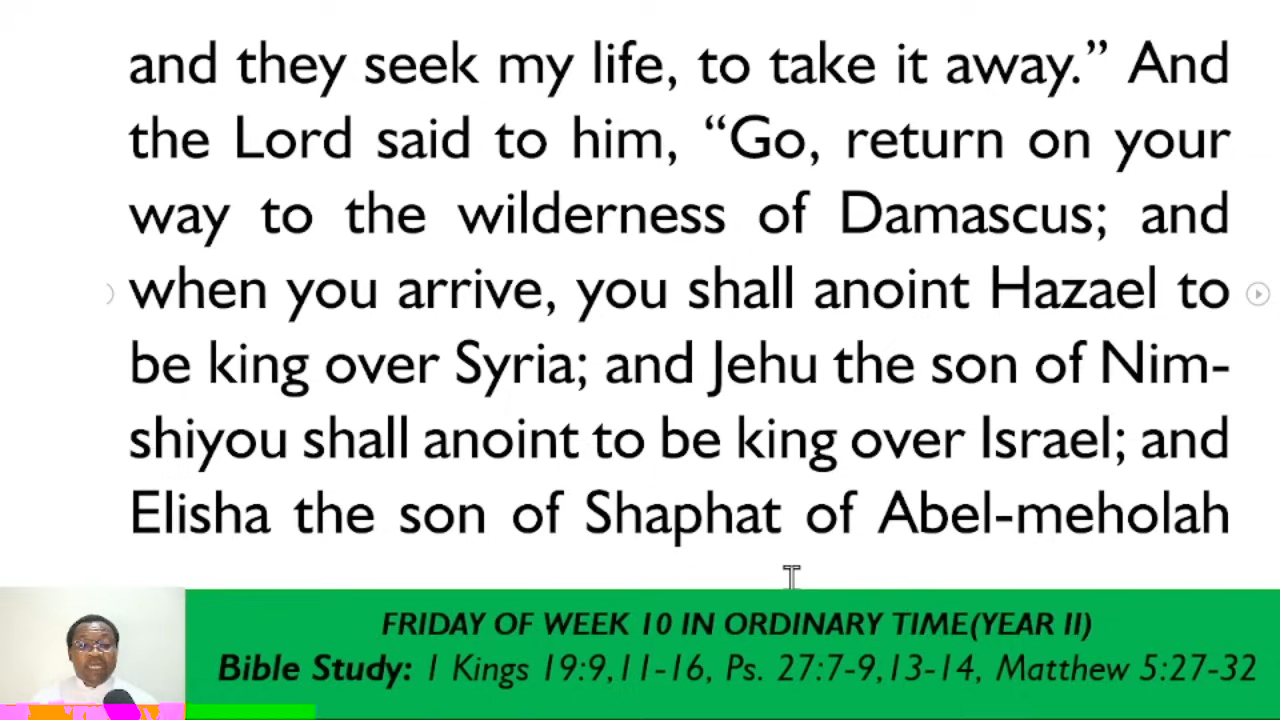 and they seek my life, to take it away.” And
the Lord said to him, “Go, return on your
way to the wilderness of Damascus; and
when you arrive, you shall anoint Hazael to
be king over Syria; and Jehu the son of Nim-
shiyou shall anoint to be king over Israel; and
Elisha the son of Shaphat of Abel-meholah
FRIDAY OF WEEK 10 IN ORDINARY TIME(YEAR II)
Bible Study: 1 Kings 19:9,11-16, Ps. 27:7-9,13-14, Matthew 5:27-32